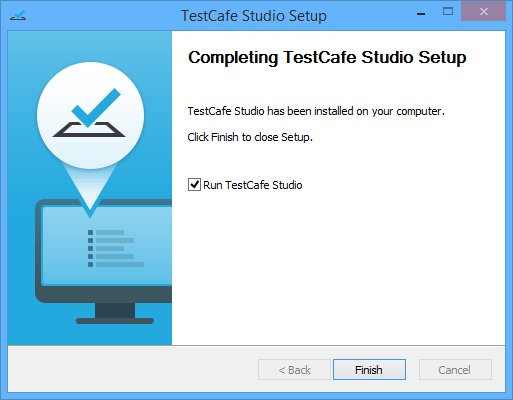 TestCafe Studio Setup
Completing TestCafe Studio Setup
TestCafe Studio has been installed on your computer.
Click Finish to close Setup.
Run TestCafe Studio
< Back
Finish
Cancel